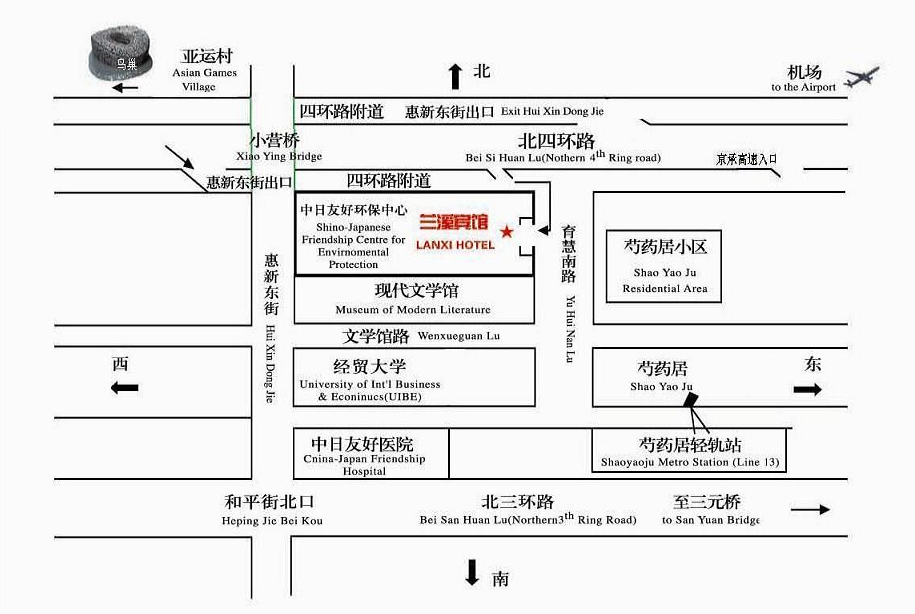 鸟巢
亚运村
Asian Games
Village
北
机场
to the Airport
四环路附道 惠新东街出口 Exit Hui Xin Dong Jie
小营桥
Xiao Ying Bridge
北四环路
Bei Si Huan Lu(Nothern 4th Ring road)
京承高速入口
惠新东街出口
四环路附道
中日友好环保中心
Shino-Japanese
Friendship Centre for
Envirnomental
Protection
兰溪宾馆
LANXI HOTEL
育慧南路
Yu Hui Nan Lu
芍药居小区
Shao Yao Ju
Residential Area
惠新东街
Hui Xin Dong Jie
现代文学馆
Museum of Modern Literature
文学馆路 Wenxueguan Lu
西
经贸大学
University of Int'l Business
& Econinucs(UIBE)
芍药居
Shao Yao Ju
东
中日友好医院
Cnina-Japan Friendship
Hospital
芍药居轻轨站
Shaoyaoju Metro Station (Line 13)
和平街北口
Heping Jie Bei Kou
北三环路
Bei San Huan Lu(Northern3th Ring Road)
至三元桥
to San Yuan Bridge
南